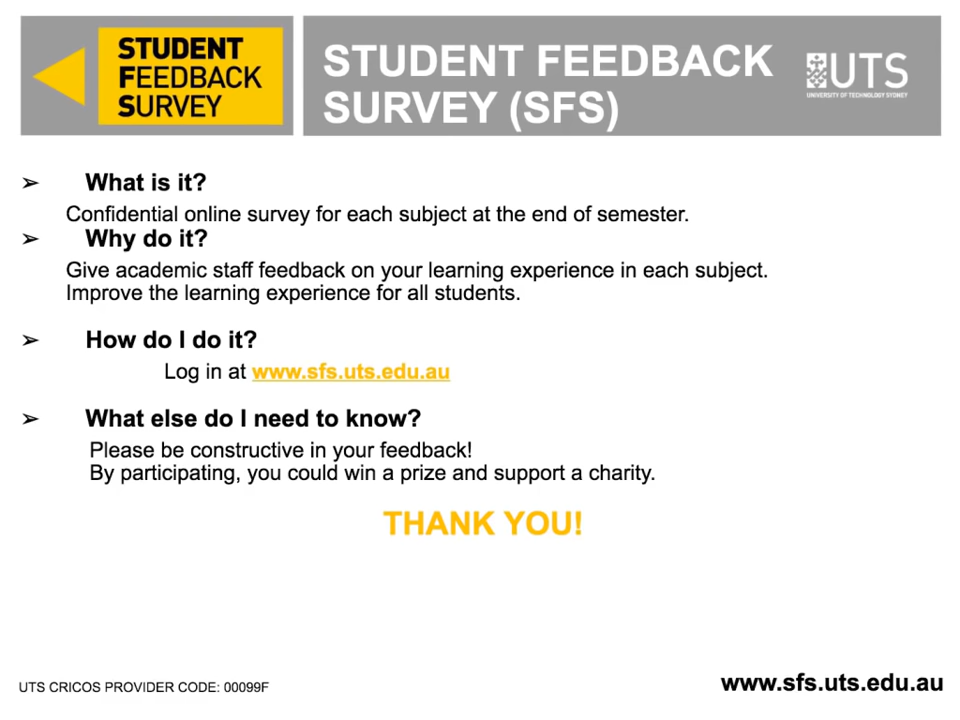 STUDENT
FEEDBACK
SURVEY
STUDENT FEEDBACK
SURVEY (SFS)
UTS
UNIVERSITY OF TECHNOLOGY SYDNEY
➢ What is it?
Confidential online survey for each subject at the end of semester.
➢ Why do it?
Give academic staff feedback on your learning experience in each subject.
Improve the learning experience for all students.
➢ How do I do it?
Log in at www.sfs.uts.edu.au
➢ What else do I need to know?
Please be constructive in your feedback!
By participating, you could win a prize and support a charity.
THANK YOU!
UTS CRICOS PROVIDER CODE: 00099F
www.sfs.uts.edu.au